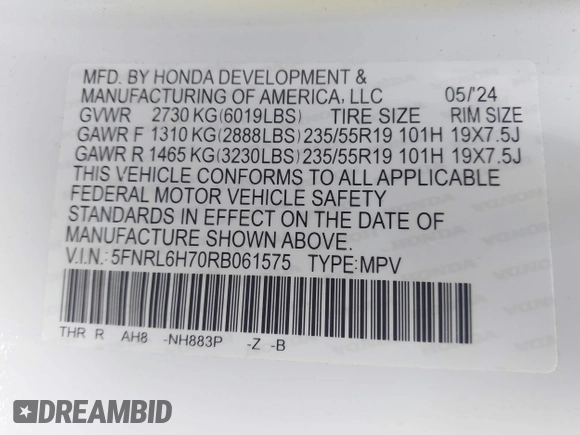 MFD. BY HONDA DEVELOPMENT &
MANUFACTURING OF AMERICA, LLC 05/'24
GVWR 2730 KG(6019LBS) TIRE SIZE RIM SIZE
GAWR F 1310 KG(2888LBS) 235/55R19 101H 19X7.5J
GAWR R 1465 KG(3230LBS) 235/55R19 101H 19X7.5J
THIS VEHICLE CONFORMS TO ALL APPLICABLE
FEDERAL MOTOR VEHICLE SAFETY
STANDARDS IN EFFECT ON THE DATE OF
MANUFACTURE SHOWN ABOVE.
V.I.N.: 5FNRL6H70RB061575 TYPE:MPV
THR R AH8 -NH883P -Z -B
DREAMBID